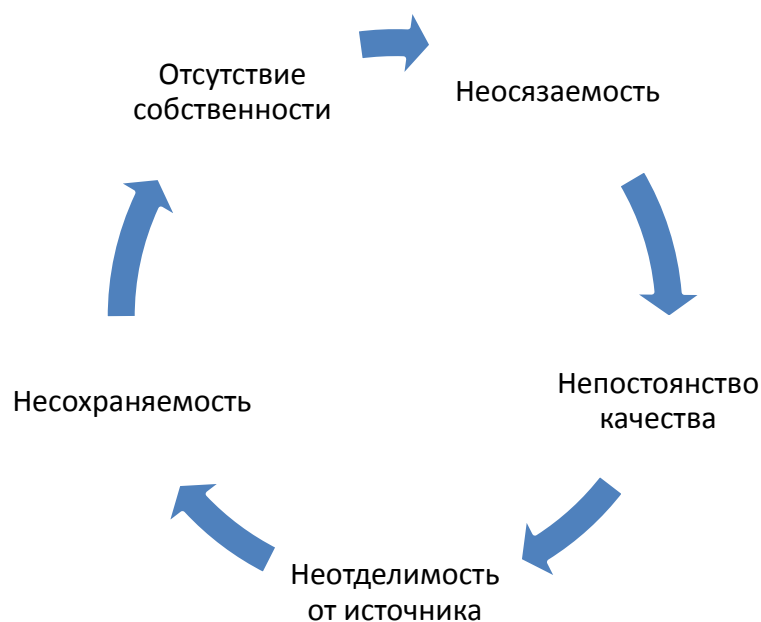 Отсутствие
собственности
Неосязаемость
Непостоянство
качества
Неотделимость
от источника
Несохраняемость